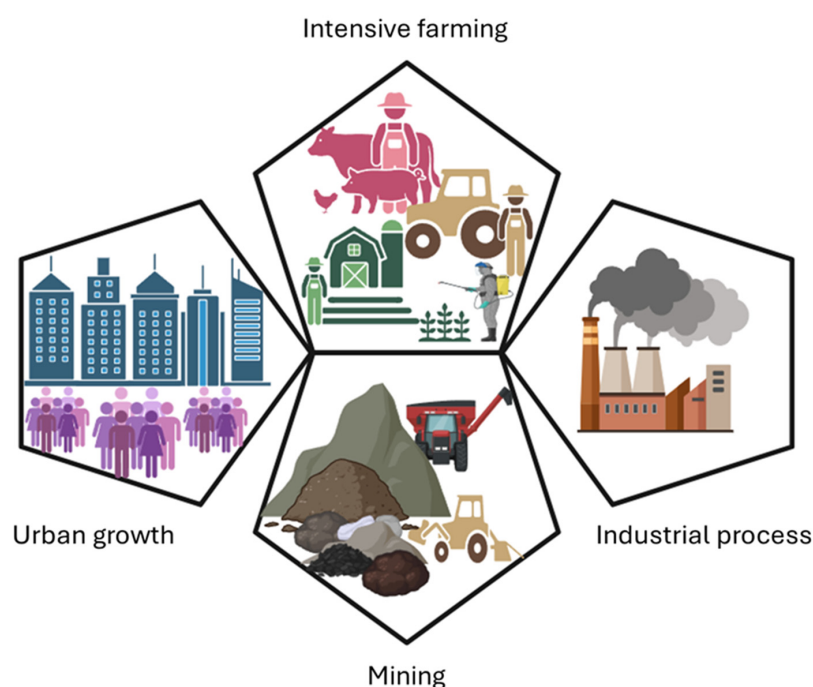 Intensive farming
Urban growth
Industrial process
Mining